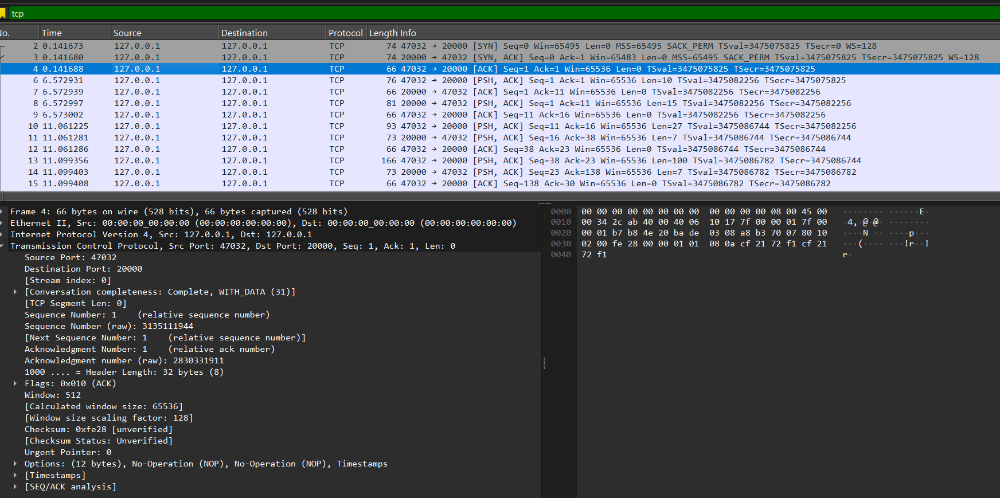 tcp
No. Time Source Destination Protocol Length Info
2 0.141673 127.0.0.1 127.0.0.1 TCP 74 47032 → 20000 [SYN] Seq=0 Win=65495 Len=0 MSS=65495 SACK_PERM TSval=3475075825 TSecr=0 WS=128
3 0.141680 127.0.0.1 127.0.0.1 TCP 74 20000 → 47032 [SYN, ACK] Seq=0 Ack=1 Win=65483 Len=0 MSS=65495 SACK_PERM TSval=3475075825 TSecr=3475075825 WS=128
4 0.141688 127.0.0.1 127.0.0.1 TCP 66 47032 → 20000 [ACK] Seq=1 Ack=1 Win=65536 Len=0 TSval=3475075825 TSecr=3475075825
6 6.572931 127.0.0.1 127.0.0.1 TCP 76 47032 → 20000 [PSH, ACK] Seq=1 Ack=1 Win=65536 Len=10 TSval=3475082256 TSecr=3475075825
7 6.572939 127.0.0.1 127.0.0.1 TCP 66 20000 → 47032 [ACK] Seq=1 Ack=11 Win=65536 Len=0 TSval=3475082256 TSecr=3475082256
8 6.572997 127.0.0.1 127.0.0.1 TCP 81 20000 → 47032 [PSH, ACK] Seq=1 Ack=11 Win=65536 Len=15 TSval=3475082256 TSecr=3475082256
9 6.573002 127.0.0.1 127.0.0.1 TCP 66 47032 → 20000 [ACK] Seq=11 Ack=16 Win=65536 Len=0 TSval=3475082256 TSecr=3475082256
10 11.061225 127.0.0.1 127.0.0.1 TCP 93 47032 → 20000 [PSH, ACK] Seq=11 Ack=16 Win=65536 Len=27 TSval=3475086744 TSecr=3475082256
11 11.061281 127.0.0.1 127.0.0.1 TCP 73 20000 → 47032 [PSH, ACK] Seq=16 Ack=38 Win=65536 Len=7 TSval=3475086744 TSecr=3475086744
12 11.061286 127.0.0.1 127.0.0.1 TCP 66 47032 → 20000 [ACK] Seq=38 Ack=23 Win=65536 Len=0 TSval=3475086744 TSecr=3475086744
13 11.099356 127.0.0.1 127.0.0.1 TCP 166 47032 → 20000 [PSH, ACK] Seq=38 Ack=23 Win=65536 Len=100 TSval=3475086782 TSecr=3475086744
14 11.099403 127.0.0.1 127.0.0.1 TCP 73 20000 → 47032 [PSH, ACK] Seq=23 Ack=138 Win=65536 Len=7 TSval=3475086782 TSecr=3475086782
15 11.099408 127.0.0.1 127.0.0.1 TCP 66 47032 → 20000 [ACK] Seq=138 Ack=30 Win=65536 Len=0 TSval=3475086782 TSecr=3475086782
Frame 4: 66 bytes on wire (528 bits), 66 bytes captured (528 bits)
Ethernet II, Src: 00:00:00_00:00:00 (00:00:00:00:00:00), Dst: 00:00:00_00:00:00 (00:00:00:00:00:00)
Internet Protocol Version 4, Src: 127.0.0.1, Dst: 127.0.0.1
Transmission Control Protocol, Src Port: 47032, Dst Port: 20000, Seq: 1, Ack: 1, Len: 0
Source Port: 47032
Destination Port: 20000
[Stream index: 0]
[Conversation completeness: Complete, WITH_DATA (31)]
[TCP Segment Len: 0]
Sequence Number: 1 (relative sequence number)
Sequence Number (raw): 3135111944
[Next Sequence Number: 1 (relative sequence number)]
Acknowledgment Number: 1 (relative ack number)
Acknowledgment number (raw): 2830331911
1000 .... = Header Length: 32 bytes (8)
Flags: 0x010 (ACK)
Window: 512
[Calculated window size: 65536]
[Window size scaling factor: 128]
Checksum: 0xfe28 [unverified]
[Checksum Status: Unverified]
Urgent Pointer: 0
Options: (12 bytes), No-Operation (NOP), No-Operation (NOP), Timestamps
[Timestamps]
[SEQ/ACK analysis]
0000 00 00 00 00 00 00 00 00 00 00 00 00 08 00 45 00 ········ ······E·
0010 00 34 2c ab 40 00 40 06 10 17 7f 00 00 01 7f 00 ·4,·@·@· ········
0020 00 01 b7 b8 4e 20 ba de 03 08 a8 b3 70 07 80 10 ····N ·· ····p···
0030 02 00 fe 28 00 00 01 01 08 0a cf 21 72 f1 cf 21 ···(···· ···!r··!
0040 72 f1 r·